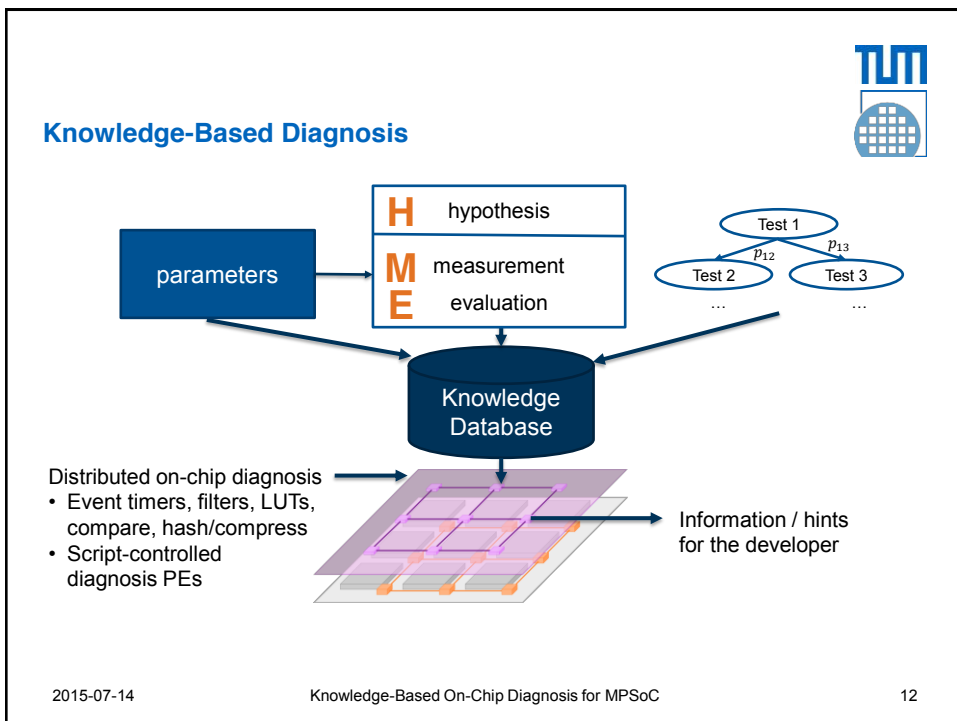 TUM
Knowledge-Based Diagnosis
H hypothesis
M measurement
E evaluation
parameters
Test 1
p12 p13
Test 2 Test 3
... ...
Knowledge
Database
Distributed on-chip diagnosis
• Event timers, filters, LUTs,
compare, hash/compress
• Script-controlled
diagnosis PEs
Information / hints
for the developer
2015-07-14 Knowledge-Based On-Chip Diagnosis for MPSoC 12